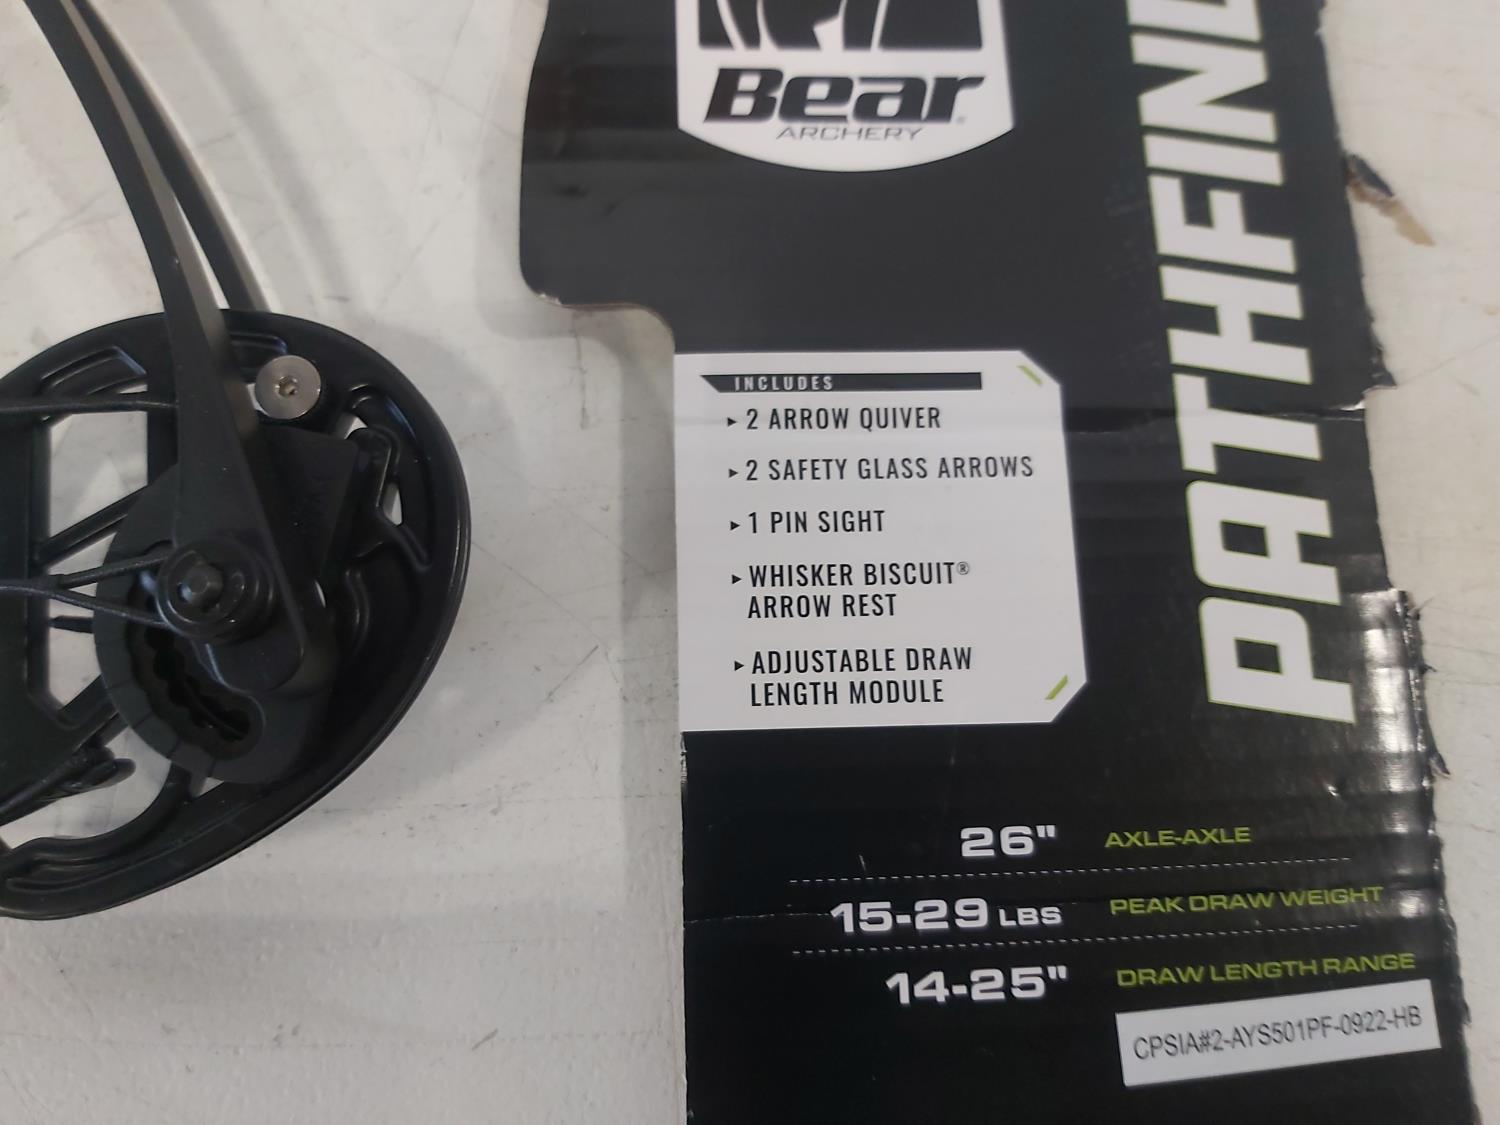 Bear
ARCHERY
PATHFIND
INCLUDES
▸ 2 ARROW QUIVER
▸ 2 SAFETY GLASS ARROWS
▸ 1 PIN SIGHT
▸ WHISKER BISCUIT®
ARROW REST
▸ ADJUSTABLE DRAW
LENGTH MODULE
26" AXLE-AXLE
15-29 LBS PEAK DRAW WEIGHT
14-25" DRAW LENGTH RANGE
CPSIA#2-AYS501PF-0922-HB